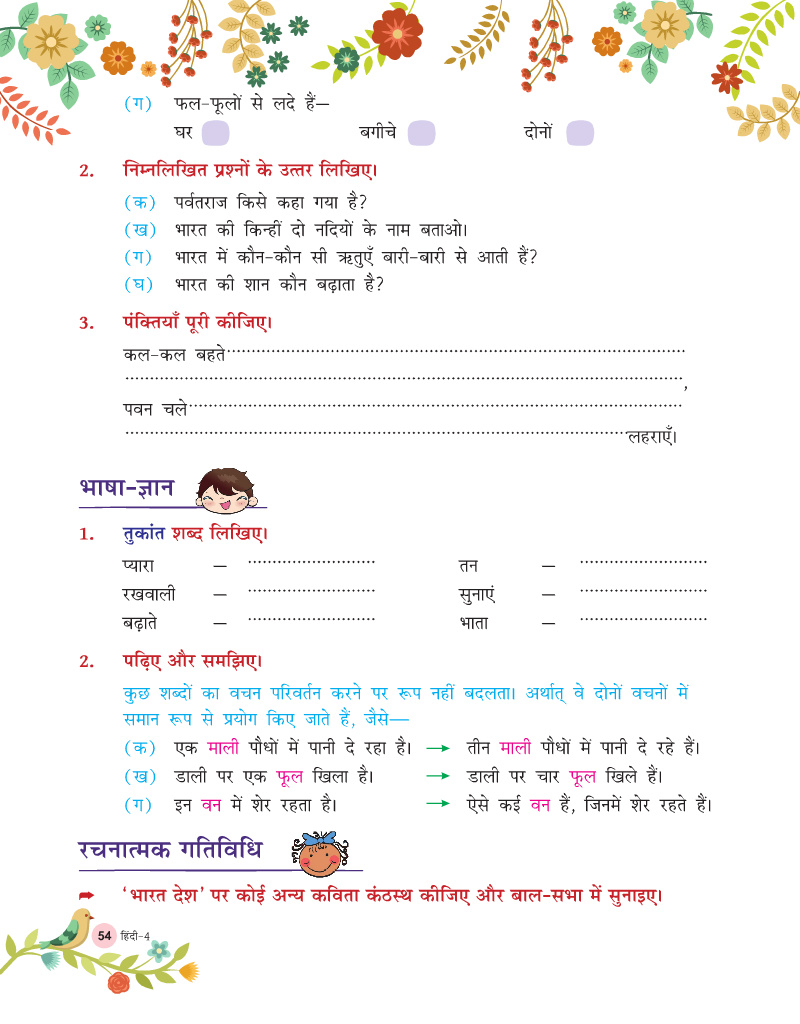 (ग) फल-फूलों से लदे हैं—
घर बगीचे दोनों
2. निम्नलिखित प्रश्नों के उत्तर लिखिए।
(क) पर्वतराज किसे कहा गया है?
(ख) भारत की किन्हीं दो नदियों के नाम बताओ।
(ग) भारत में कौन-कौन सी ऋतुएँ बारी-बारी से आती हैं?
(घ) भारत की शान कौन बढ़ाता है?
3. पंक्तियाँ पूरी कीजिए।
कल-कल बहते....................
....................,
पवन चले....................
....................लहराएँ।
भाषा-ज्ञान
1. तुकांत शब्द लिखिए।
प्यारा – .................... तन – ....................
रखवाली – .................... सुनाएं – ....................
बढ़ाते – .................... भाता – ....................
2. पढ़िए और समझिए।
कुछ शब्दों का वचन परिवर्तन करने पर रूप नहीं बदलता। अर्थात् वे दोनों वचनों में
समान रूप से प्रयोग किए जाते हैं, जैसे—
(क) एक माली पौधों में पानी दे रहा है। → तीन माली पौधों में पानी दे रहे हैं।
(ख) डाली पर एक फूल खिला है। → डाली पर चार फूल खिले हैं।
(ग) इन वन में शेर रहता है। → ऐसे कई वन हैं, जिनमें शेर रहते हैं।
रचनात्मक गतिविधि
➦ ‘भारत देश’ पर कोई अन्य कविता कंठस्थ कीजिए और बाल-सभा में सुनाइए।
54 हिंदी-4